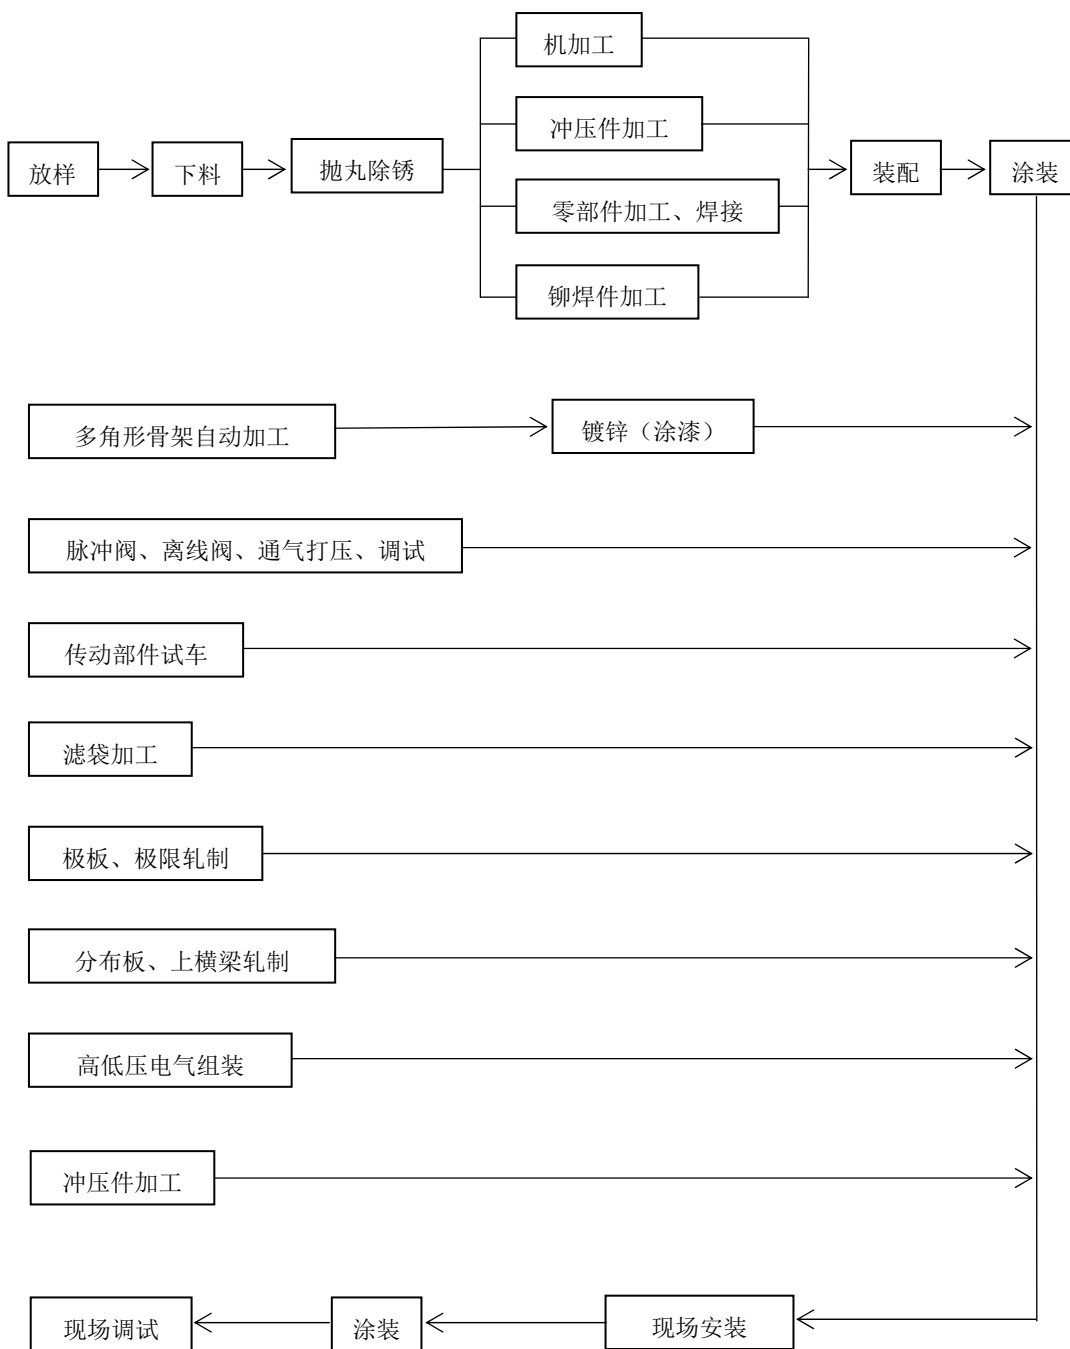 机加工
冲压件加工
放样
下料
抛丸除锈
装配
涂装
零部件加工、焊接
铆焊件加工
多角形骨架自动加工
镀锌（涂漆）
脉冲阀、离线阀、通气打压、调试
传动部件试车
滤袋加工
极板、极限轧制
分布板、上横梁轧制
高低压电气组装
冲压件加工
现场调试
涂装
现场安装